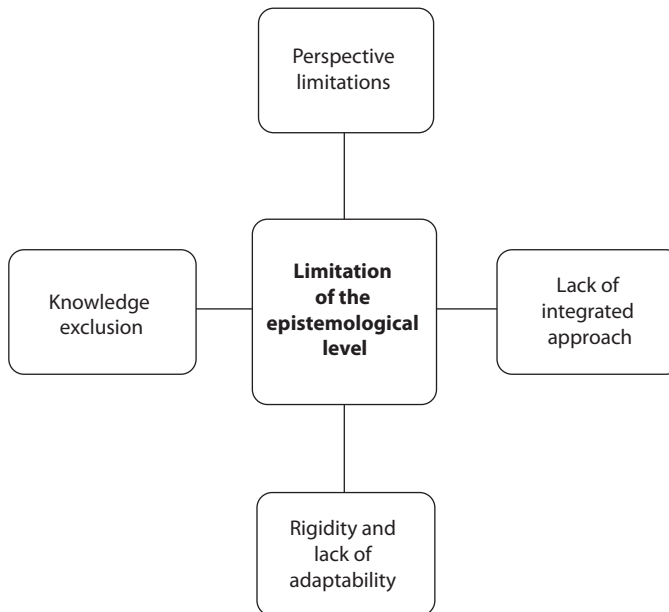 Perspective
limitations
Knowledge
exclusion
Limitation
of the
epistemological
level
Lack of
integrated
approach
Rigidity and
lack of
adaptability